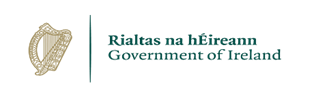 Rialtas na hÉireann
Government of Ireland